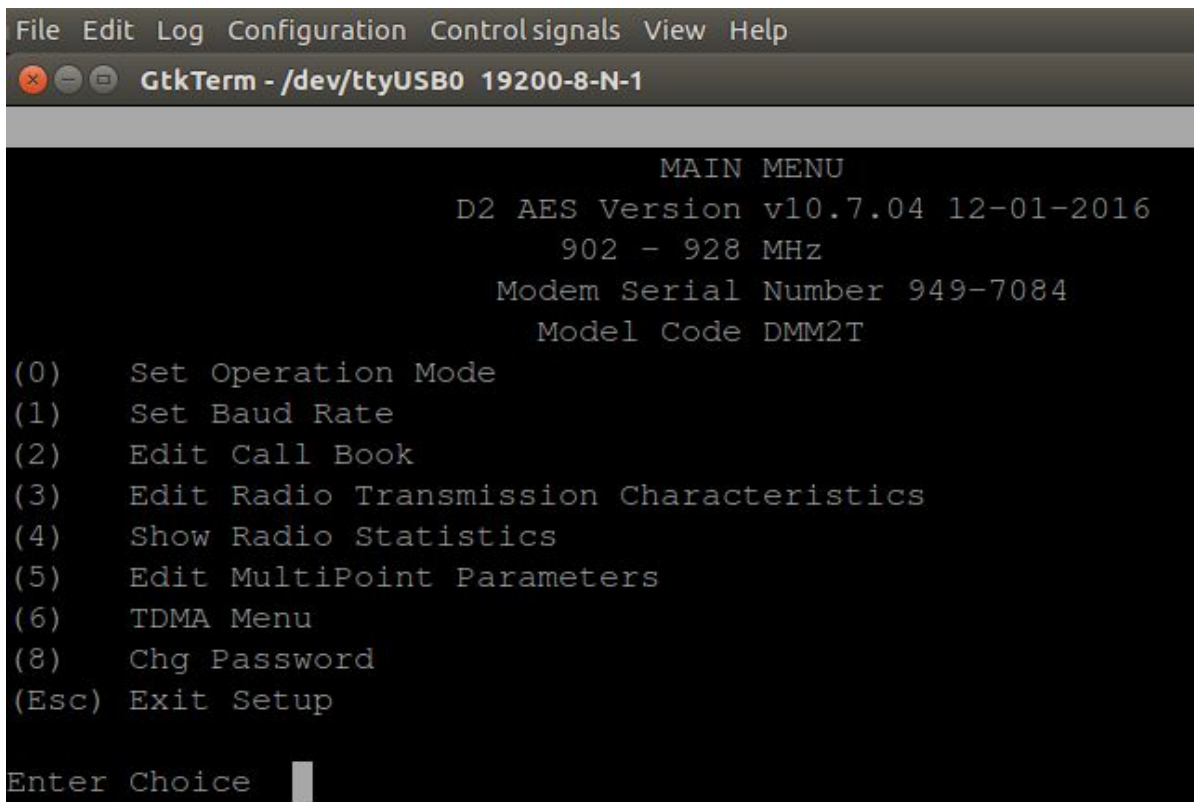 File Edit Log Configuration Control signals View Help
GtkTerm - /dev/ttyUSB0 19200-8-N-1
MAIN MENU
D2 AES Version v10.7.04 12-01-2016
902 - 928 MHz
Modem Serial Number 949-7084
Model Code DMM2T
(0) Set Operation Mode
(1) Set Baud Rate
(2) Edit Call Book
(3) Edit Radio Transmission Characteristics
(4) Show Radio Statistics
(5) Edit MultiPoint Parameters
(6) TDMA Menu
(8) Chg Password
(Esc) Exit Setup
Enter Choice